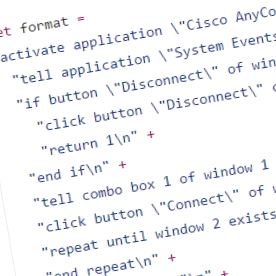 et format =
activate application \"Cisco AnyCo
"tell application \"System Events
"if button \"Disconnect\" of win
"click button \"Disconnect\"
"return 1\n" +
"end if\n" +
"tell combo box 1 of window 1
"click button \"Connect\" of
"repeat until window 2 exists
"end repeat\n" +
\n" +